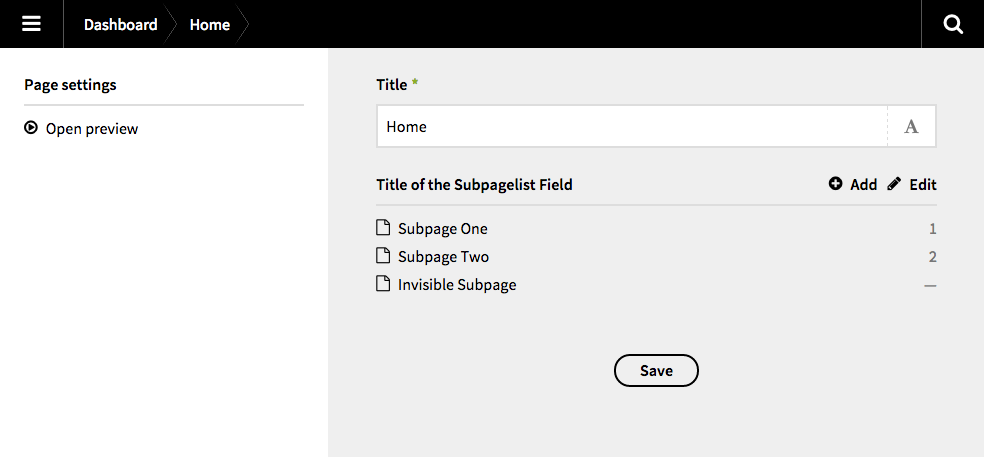 Dashboard Home
Page settings
Open preview
Title *
Home A
Title of the Subpagelist Field Add Edit
Subpage One 1
Subpage Two 2
Invisible Subpage —
Save